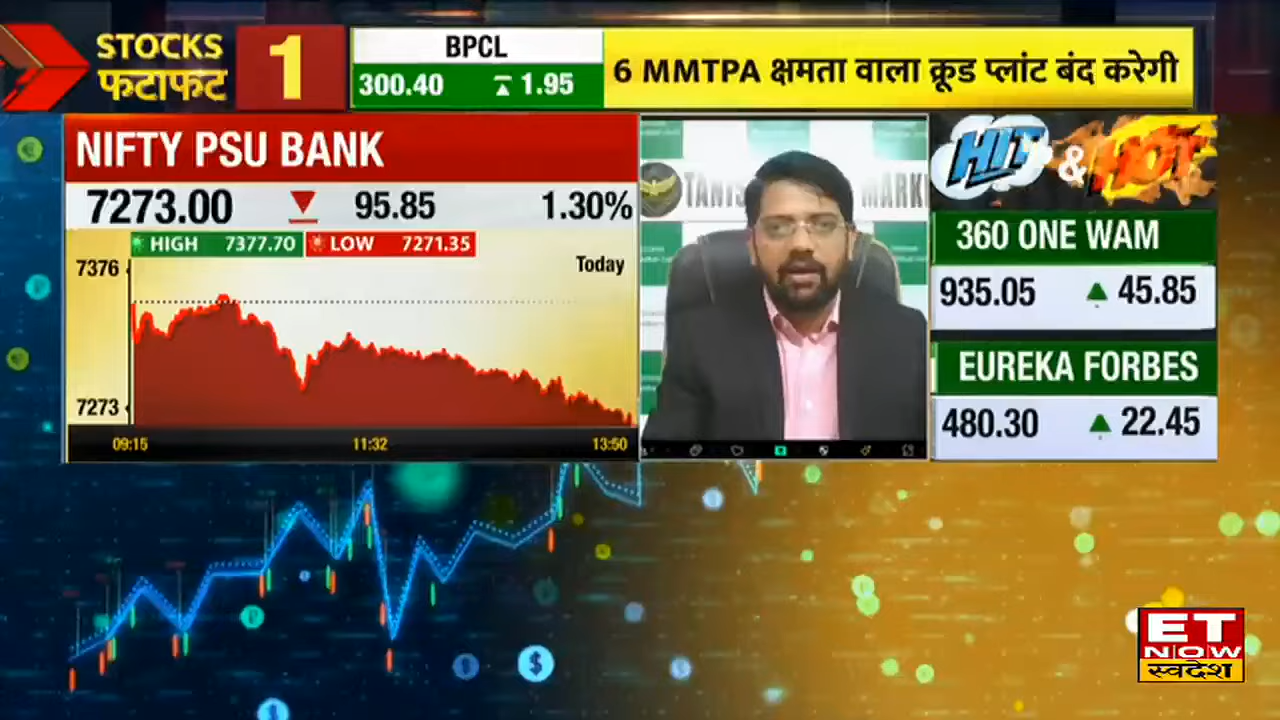 STOCKS
फटाफट
1
BPCL
300.40 1.95
6 MMTPA क्षमता वाला क्रूड प्लांट बंद करेगी
NIFTY PSU BANK
7273.00 95.85 1.30%
HIGH 7377.70 LOW 7271.35
Today
7376
7273
09:15 11:32 13:50
HIT & HOT
360 ONE WAM
935.05 45.85
EUREKA FORBES
480.30 22.45
ET
NOW
स्वदेश